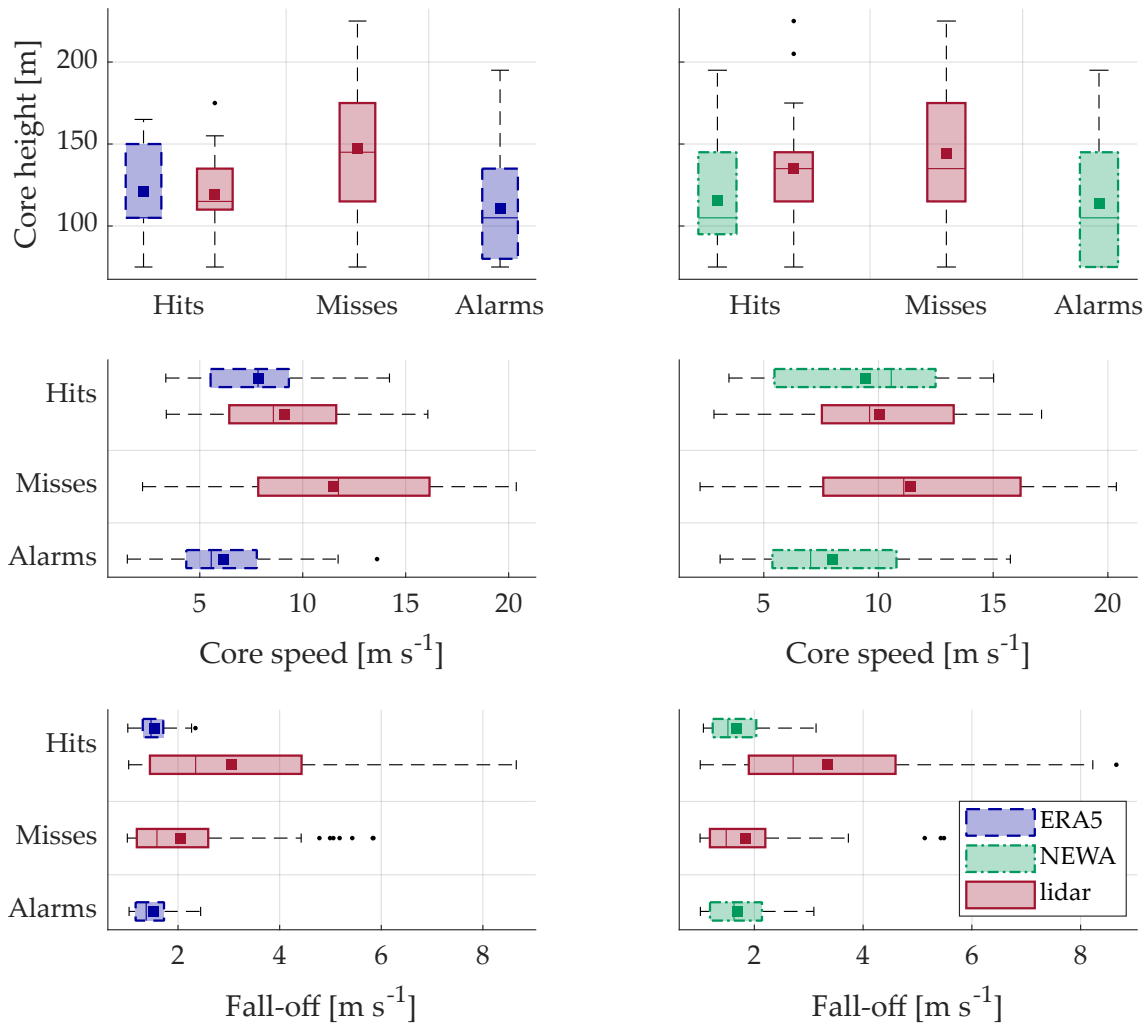 Core height [m]
200
150
100
Hits Misses Alarms
Hits Misses Alarms
Hits
Misses
Alarms
5 10 15 20
Core speed [m s⁻¹]
5 10 15 20
Core speed [m s⁻¹]
Hits
Misses
Alarms
2 4 6 8
Fall-off [m s⁻¹]
ERA5
NEWA
lidar
2 4 6 8
Fall-off [m s⁻¹]